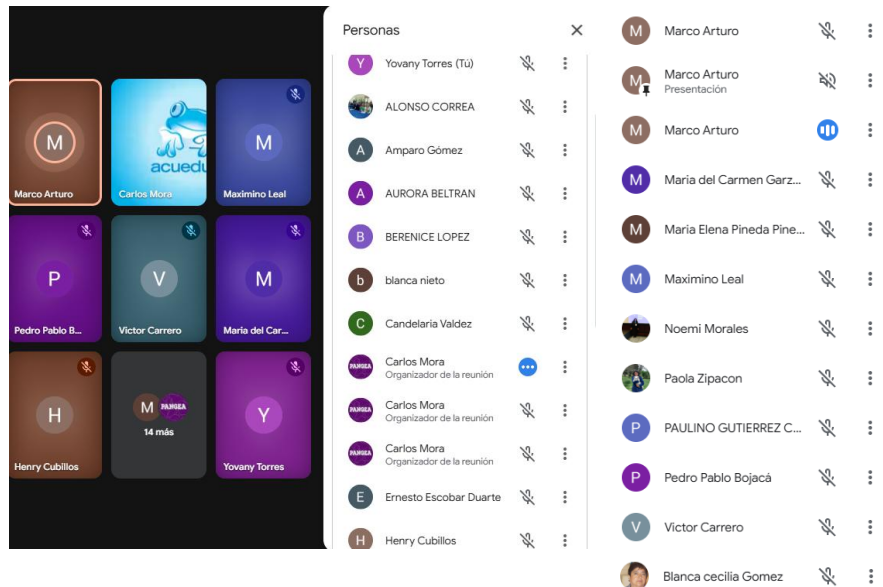 M
Marco Arturo
acuedu
Carlos Mora
M
Maximino Leal
P
Pedro Pablo B...
V
Victor Carrero
M
Maria del Car...
H
Henry Cubillos
M PANGEA
14 más
Y
Yovany Torres
Personas
Y Yovany Torres (Tú)
ALONSO CORREA
A Amparo Gómez
A AURORA BELTRAN
B BERENICE LOPEZ
b blanca nieto
C Candelaria Valdez
PANGEA Carlos Mora
Organizador de la reunión
PANGEA Carlos Mora
Organizador de la reunión
PANGEA Carlos Mora
Organizador de la reunión
E Ernesto Escobar Duarte
H Henry Cubillos
M Marco Arturo
M Marco Arturo
Presentación
M Marco Arturo
M Maria del Carmen Garz...
M Maria Elena Pineda Pine...
M Maximino Leal
Noemi Morales
Paola Zipacon
P PAULINO GUTIERREZ C...
P Pedro Pablo Bojacá
V Victor Carrero
Blanca cecilia Gomez